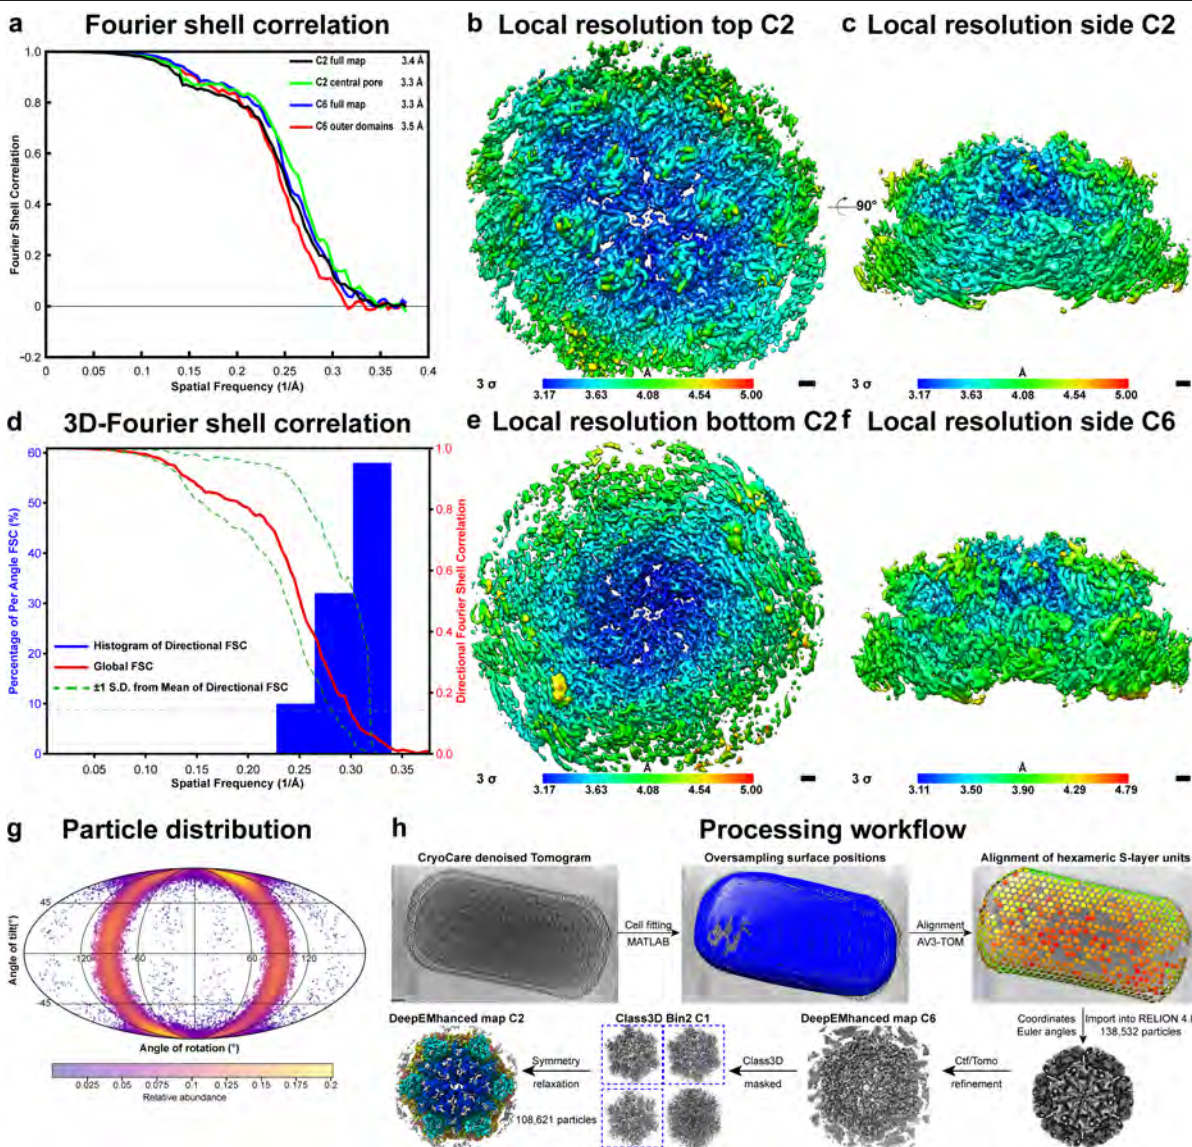 a Fourier shell correlation
1.0
0.8
0.6
0.4
0.2
0
−0.2
Fourier Shell Correlation
C2 full map 3.4 Å
C2 central pore 3.3 Å
C6 full map 3.3 Å
C6 outer domains 3.5 Å
0 0.05 0.1 0.15 0.20 0.25 0.30 0.35 0.4
Spatial Frequency (1/Å)
b Local resolution top C2
Å
3 σ
3.17 3.63 4.08 4.54 5.00
c Local resolution side C2
90°
Å
3 σ
3.17 3.63 4.08 4.54 5.00
d 3D-Fourier shell correlation
60
50
40
30
20
10
0
Percentage of Per Angle FSC (%)
Histogram of Directional FSC
Global FSC
±1 S.D. from Mean of Directional FSC
1.0
0.8
0.6
0.4
0.2
0.0
Directional Fourier Shell Correlation
0.05 0.10 0.15 0.20 0.25 0.30 0.35
Spatial Frequency (1/Å)
e Local resolution bottom C2
Å
3 σ
3.17 3.63 4.08 4.54 5.00
f Local resolution side C6
Å
3 σ
3.11 3.50 3.90 4.29 4.79
g Particle distribution
Angle of tilt(°)
45
-120 -60 60 120
-45 -45
Angle of rotation (°)
0.025 0.05 0.075 0.1 0.125 0.15 0.175 0.2
Relative abundance
h Processing workflow
CryoCare denoised Tomogram
Cell fitting
MATLAB
Oversampling surface positions
Alignment
AV3-TOM
Alignment of hexameric S-layer units
Coordinates
Euler angles
Import into RELION 4.0
138,532 particles
Ctf/Tomo
refinement
DeepEMhanced map C6
Class3D
masked
Class3D Bin2 C1
Symmetry
relaxation
108,621 particles
DeepEMhanced map C2